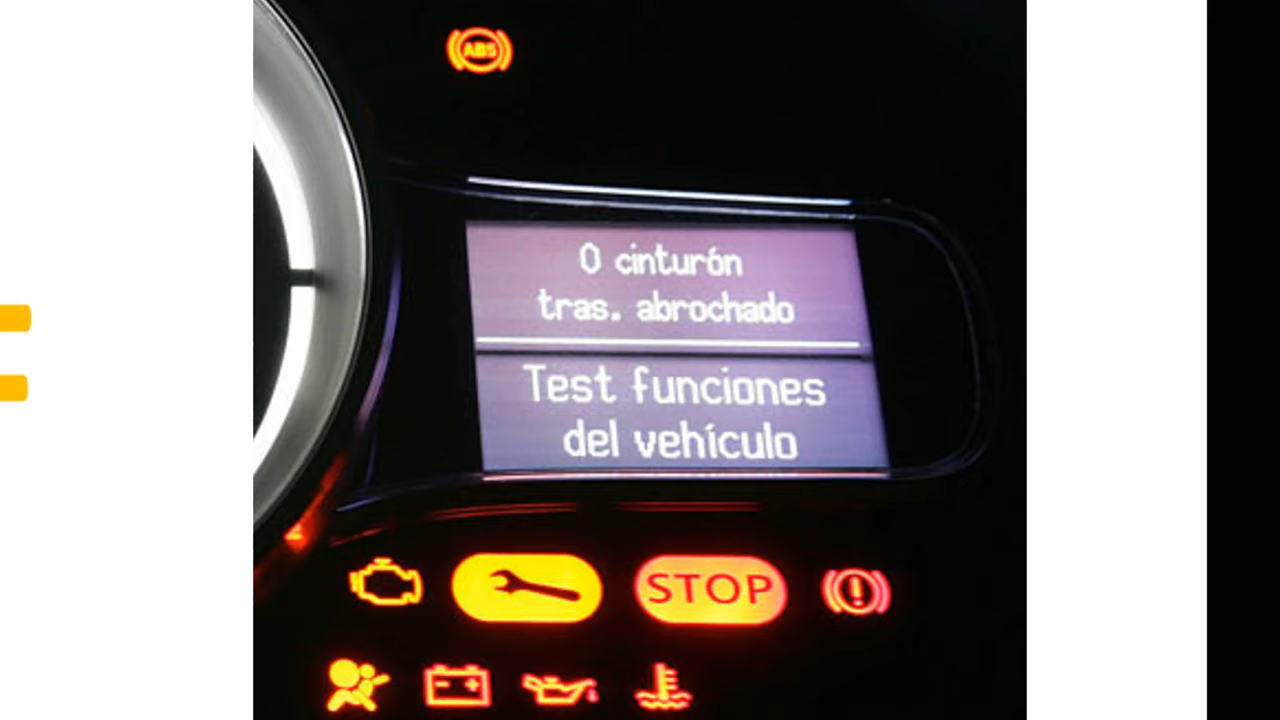 ABS
0 cinturón
tras. abrochado
Test funciones
del vehículo
STOP